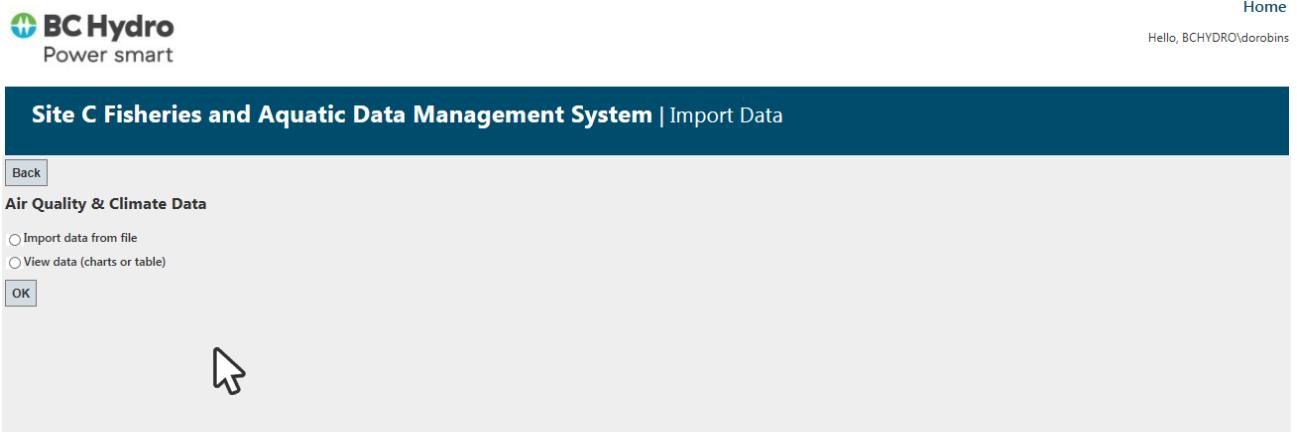 BC Hydro
Power smart
Home
Hello, BCHYDRO\dorobins
Site C Fisheries and Aquatic Data Management System | Import Data
Back
Air Quality & Climate Data
Import data from file
View data (charts or table)
OK